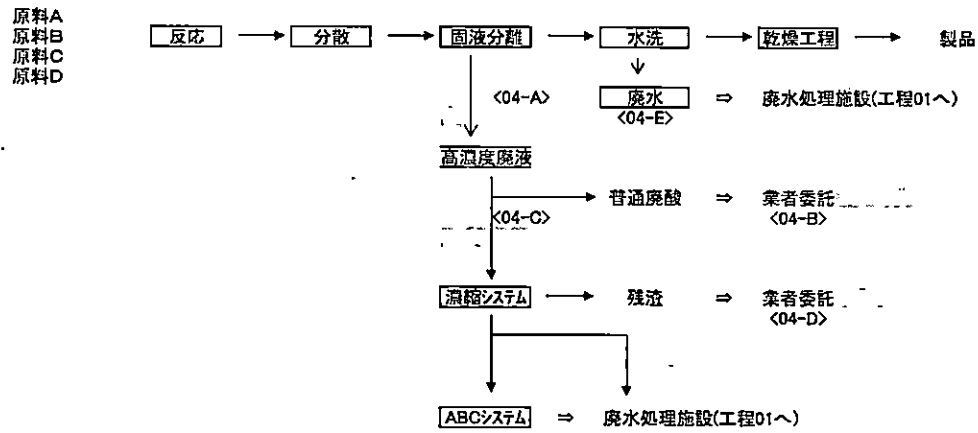 原料A
原料B
原料C
原料D
反応
分散
固液分離
水洗
乾燥工程
製品
<04-A>
廃水
廃水処理施設(工程01へ)
<04-E>
高濃度廃液
普通廃酸
業者委託
<04-C>
<04-B>
濃縮システム
残渣
業者委託
<04-D>
ABCシステム
廃水処理施設(工程01へ)